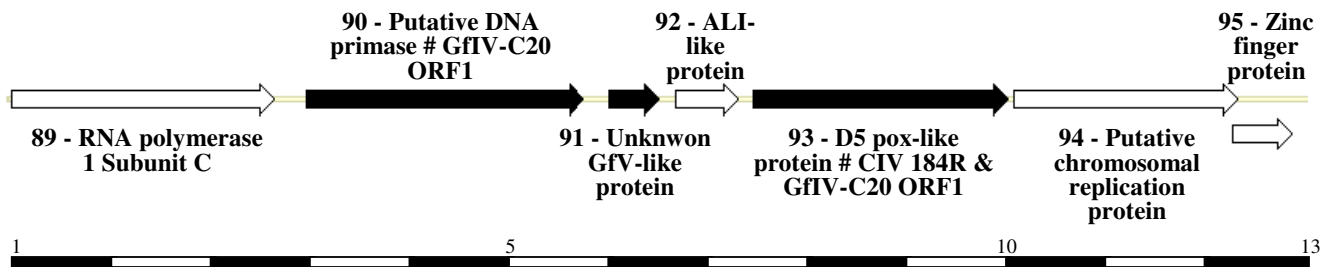 90 - Putative DNA
primase # GfIV-C20
ORF1
92 - ALI-
like
protein
95 - Zinc
finger
protein
89 - RNA polymerase
1 Subunit C
91 - Unknwon
GfV-like
protein
93 - D5 pox-like
protein # CIV 184R &
GfIV-C20 ORF1
94 - Putative
chromosomal
replication
protein
1 5 10 13